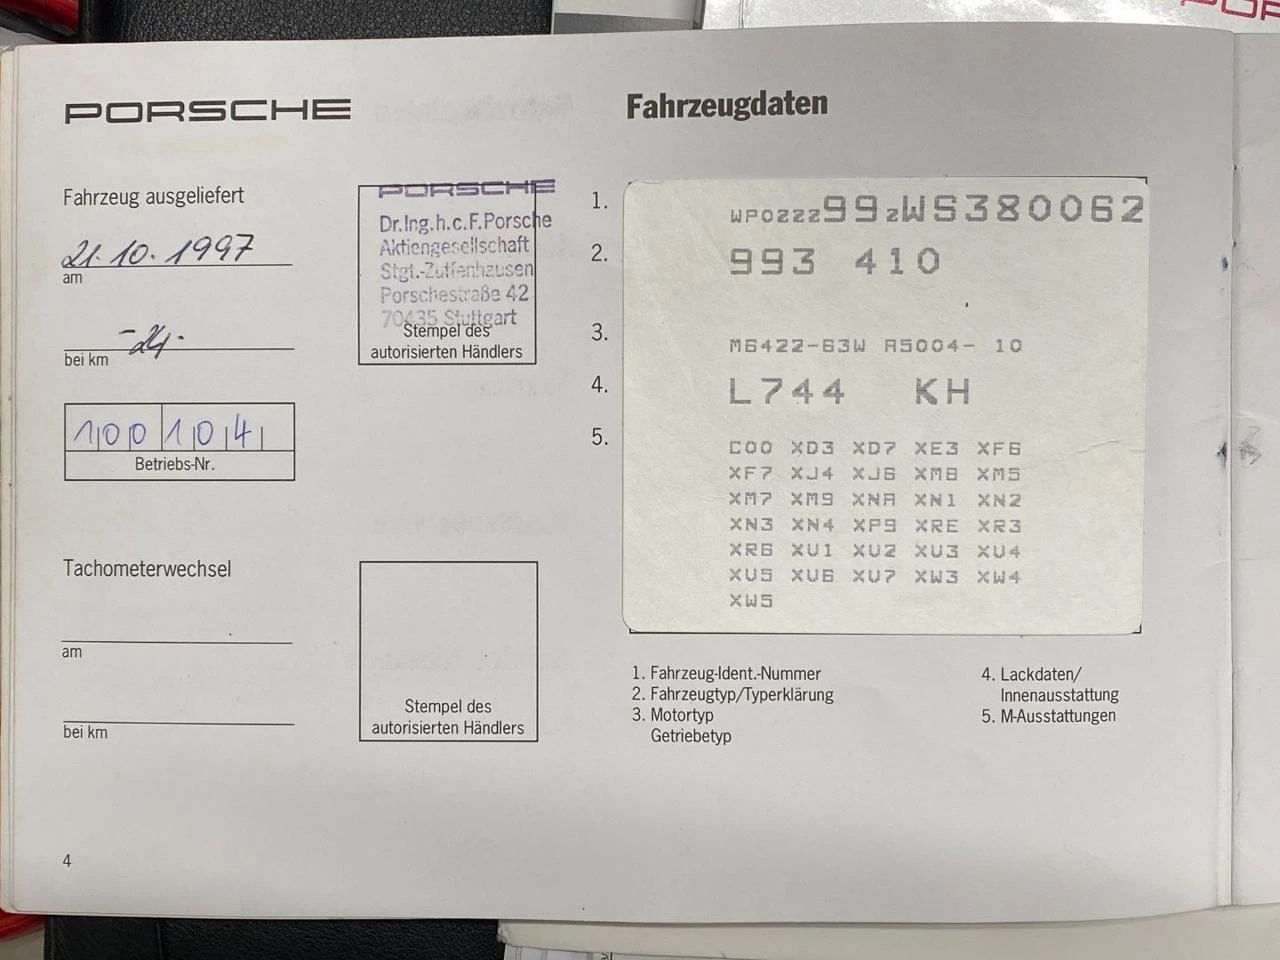 PORSCHE
Fahrzeug ausgeliefert
21.10.1997
am
-24-
bei km
100104
Betriebs-Nr.
PORSCHE
Dr.Ing.h.c.F.Porsche
Aktiengesellschaft
Stgt.-Zuffenhausen
Porschestraße 42
70435 Stuttgart
Stempel des
autorisierten Händlers
Tachometerwechsel
am
bei km
Stempel des
autorisierten Händlers
4
Fahrzeugdaten
1. WP0ZZZ99ZWS380062
2. 993 410
3. M6422-63W A5004- 10
4. L744 KH
5. C00 XD3 XD7 XE3 XF6
XF7 XJ4 XJ6 XM8 XM5
XM7 XM9 XNA XN1 XN2
XN3 XN4 XP9 XRE XR3
XR6 XU1 XU2 XU3 XU4
XU5 XU6 XU7 XW3 XW4
XW5
1. Fahrzeug-Ident.-Nummer
2. Fahrzeugtyp/Typerklärung
3. Motortyp
Getriebetyp
4. Lackdaten/
Innenausstattung
5. M-Ausstattungen